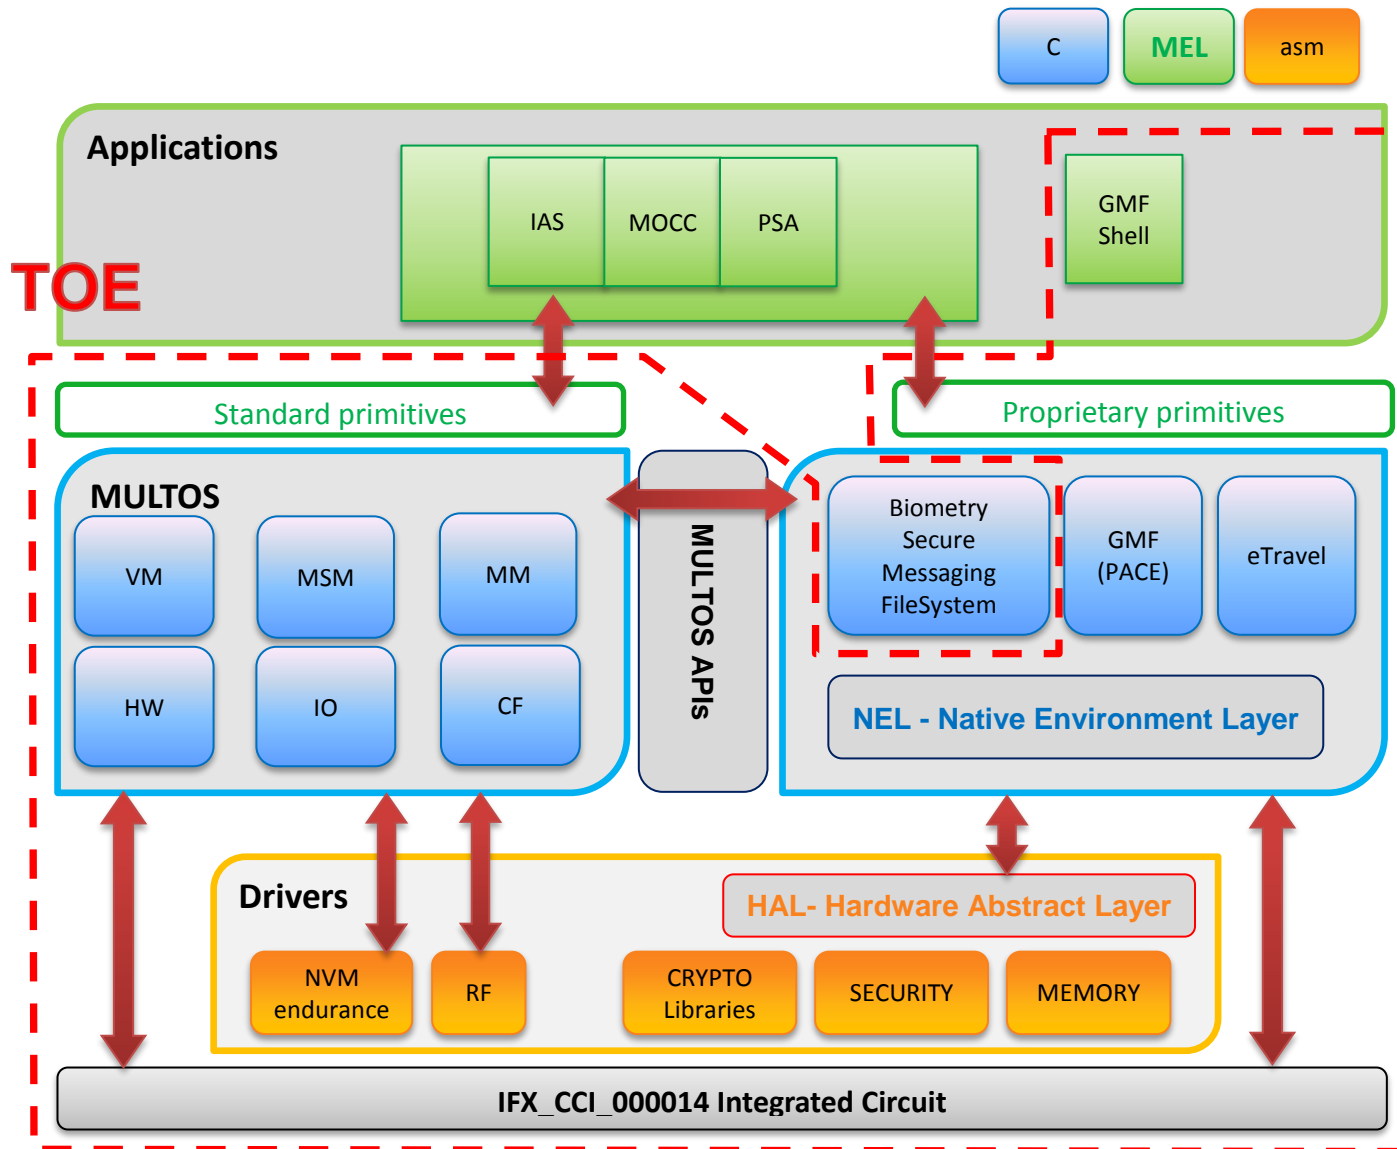 C
MEL
asm
Applications
IAS
MOCC
PSA
GMF
Shell
TOE
Standard primitives
Proprietary primitives
MULTOS
VM
MSM
MM
HW
IO
CF
MULTOS APIs
Biometry
Secure
Messaging
FileSystem
GMF
(PACE)
eTravel
NEL - Native Environment Layer
Drivers
HAL- Hardware Abstract Layer
NVM
endurance
RF
CRYPTO
Libraries
SECURITY
MEMORY
IFX_CCI_000014 Integrated Circuit